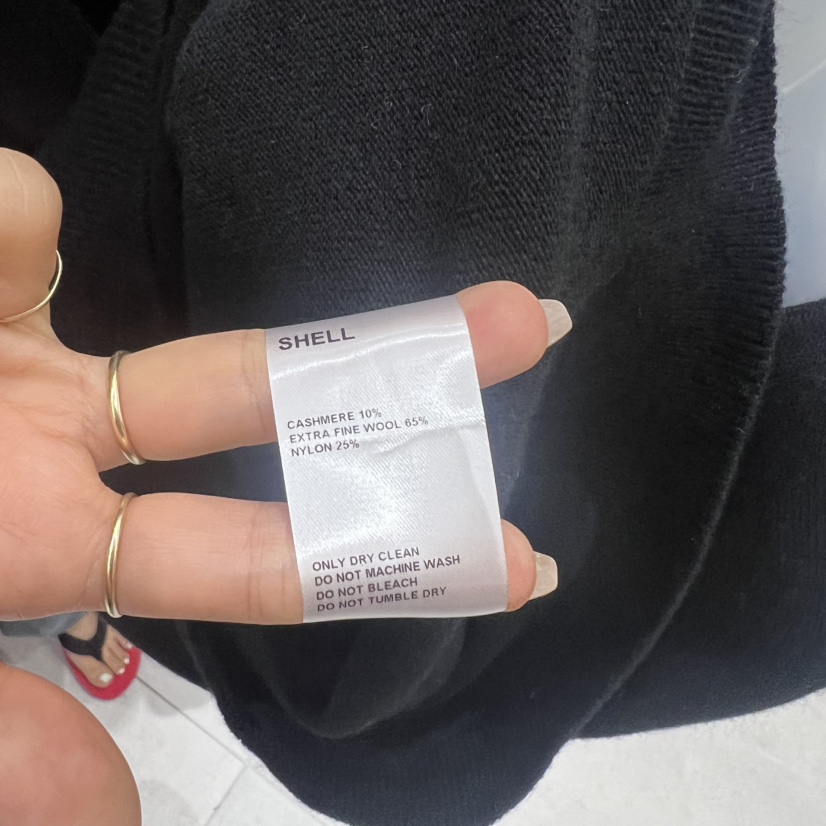 SHELL
CASHMERE 10%
EXTRA FINE WOOL 65%
NYLON 25%
ONLY DRY CLEAN
DO NOT MACHINE WASH
DO NOT BLEACH
DO NOT TUMBLE DRY